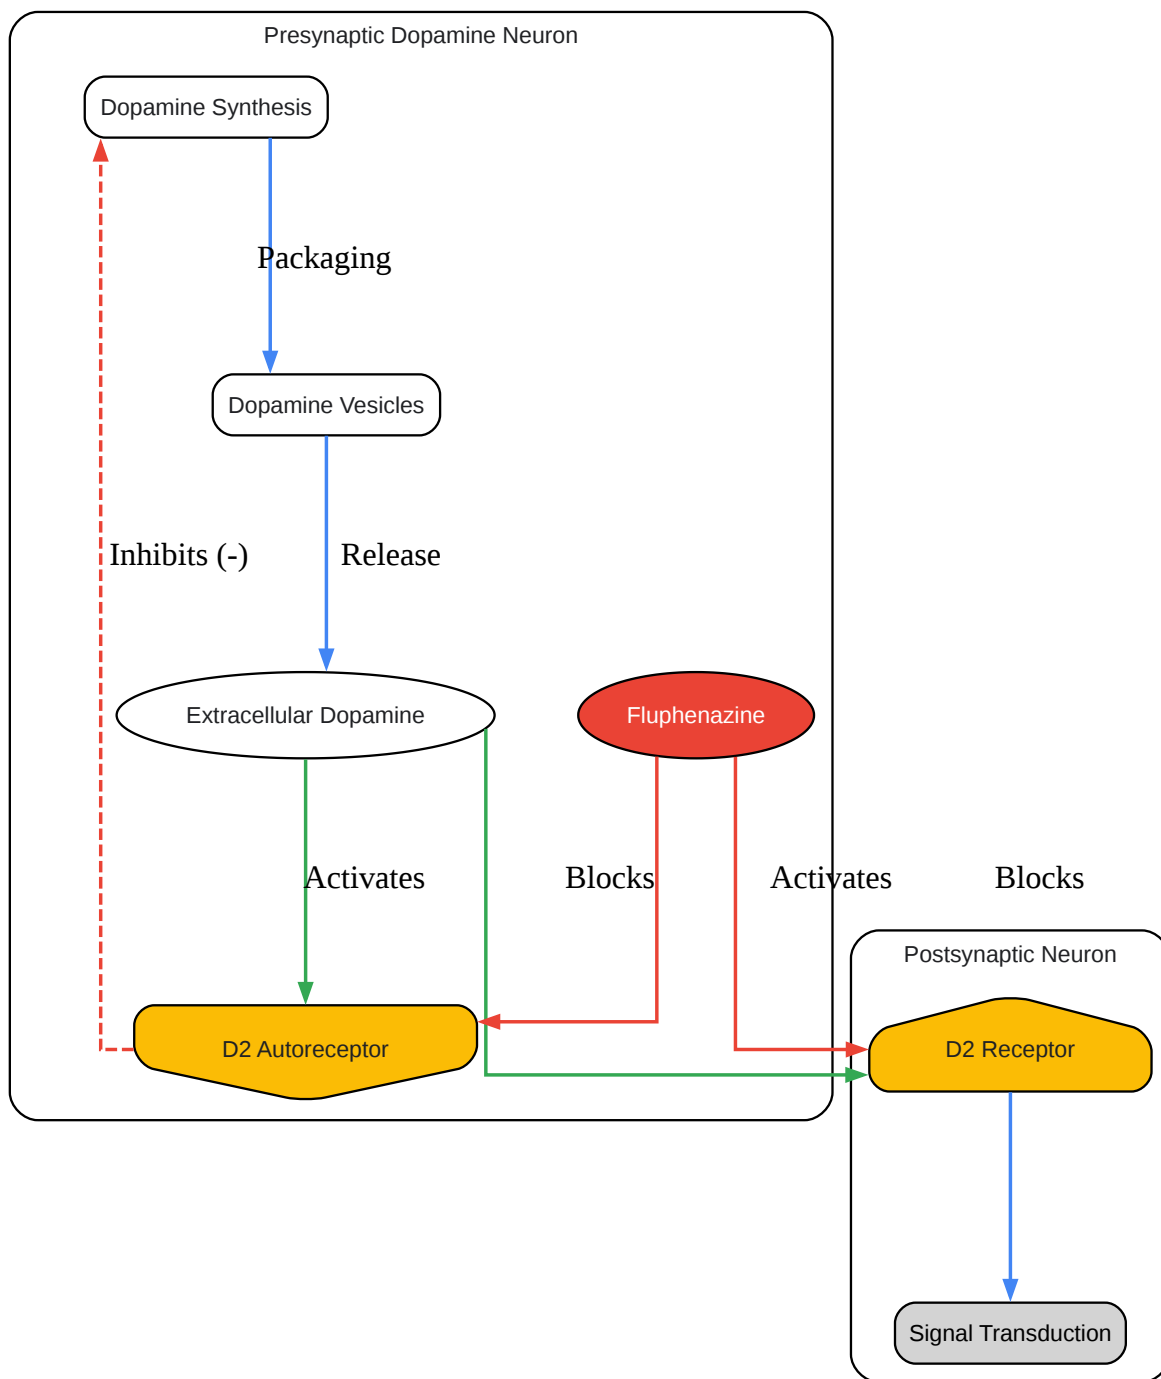 Presynaptic Dopamine Neuron
Dopamine Synthesis
Packaging
Dopamine Vesicles
Inhibits (-)
Release
Extracellular Dopamine
Fluphenazine
Activates
Blocks
Activates
Blocks
Postsynaptic Neuron
D2 Autoreceptor
D2 Receptor
Signal Transduction